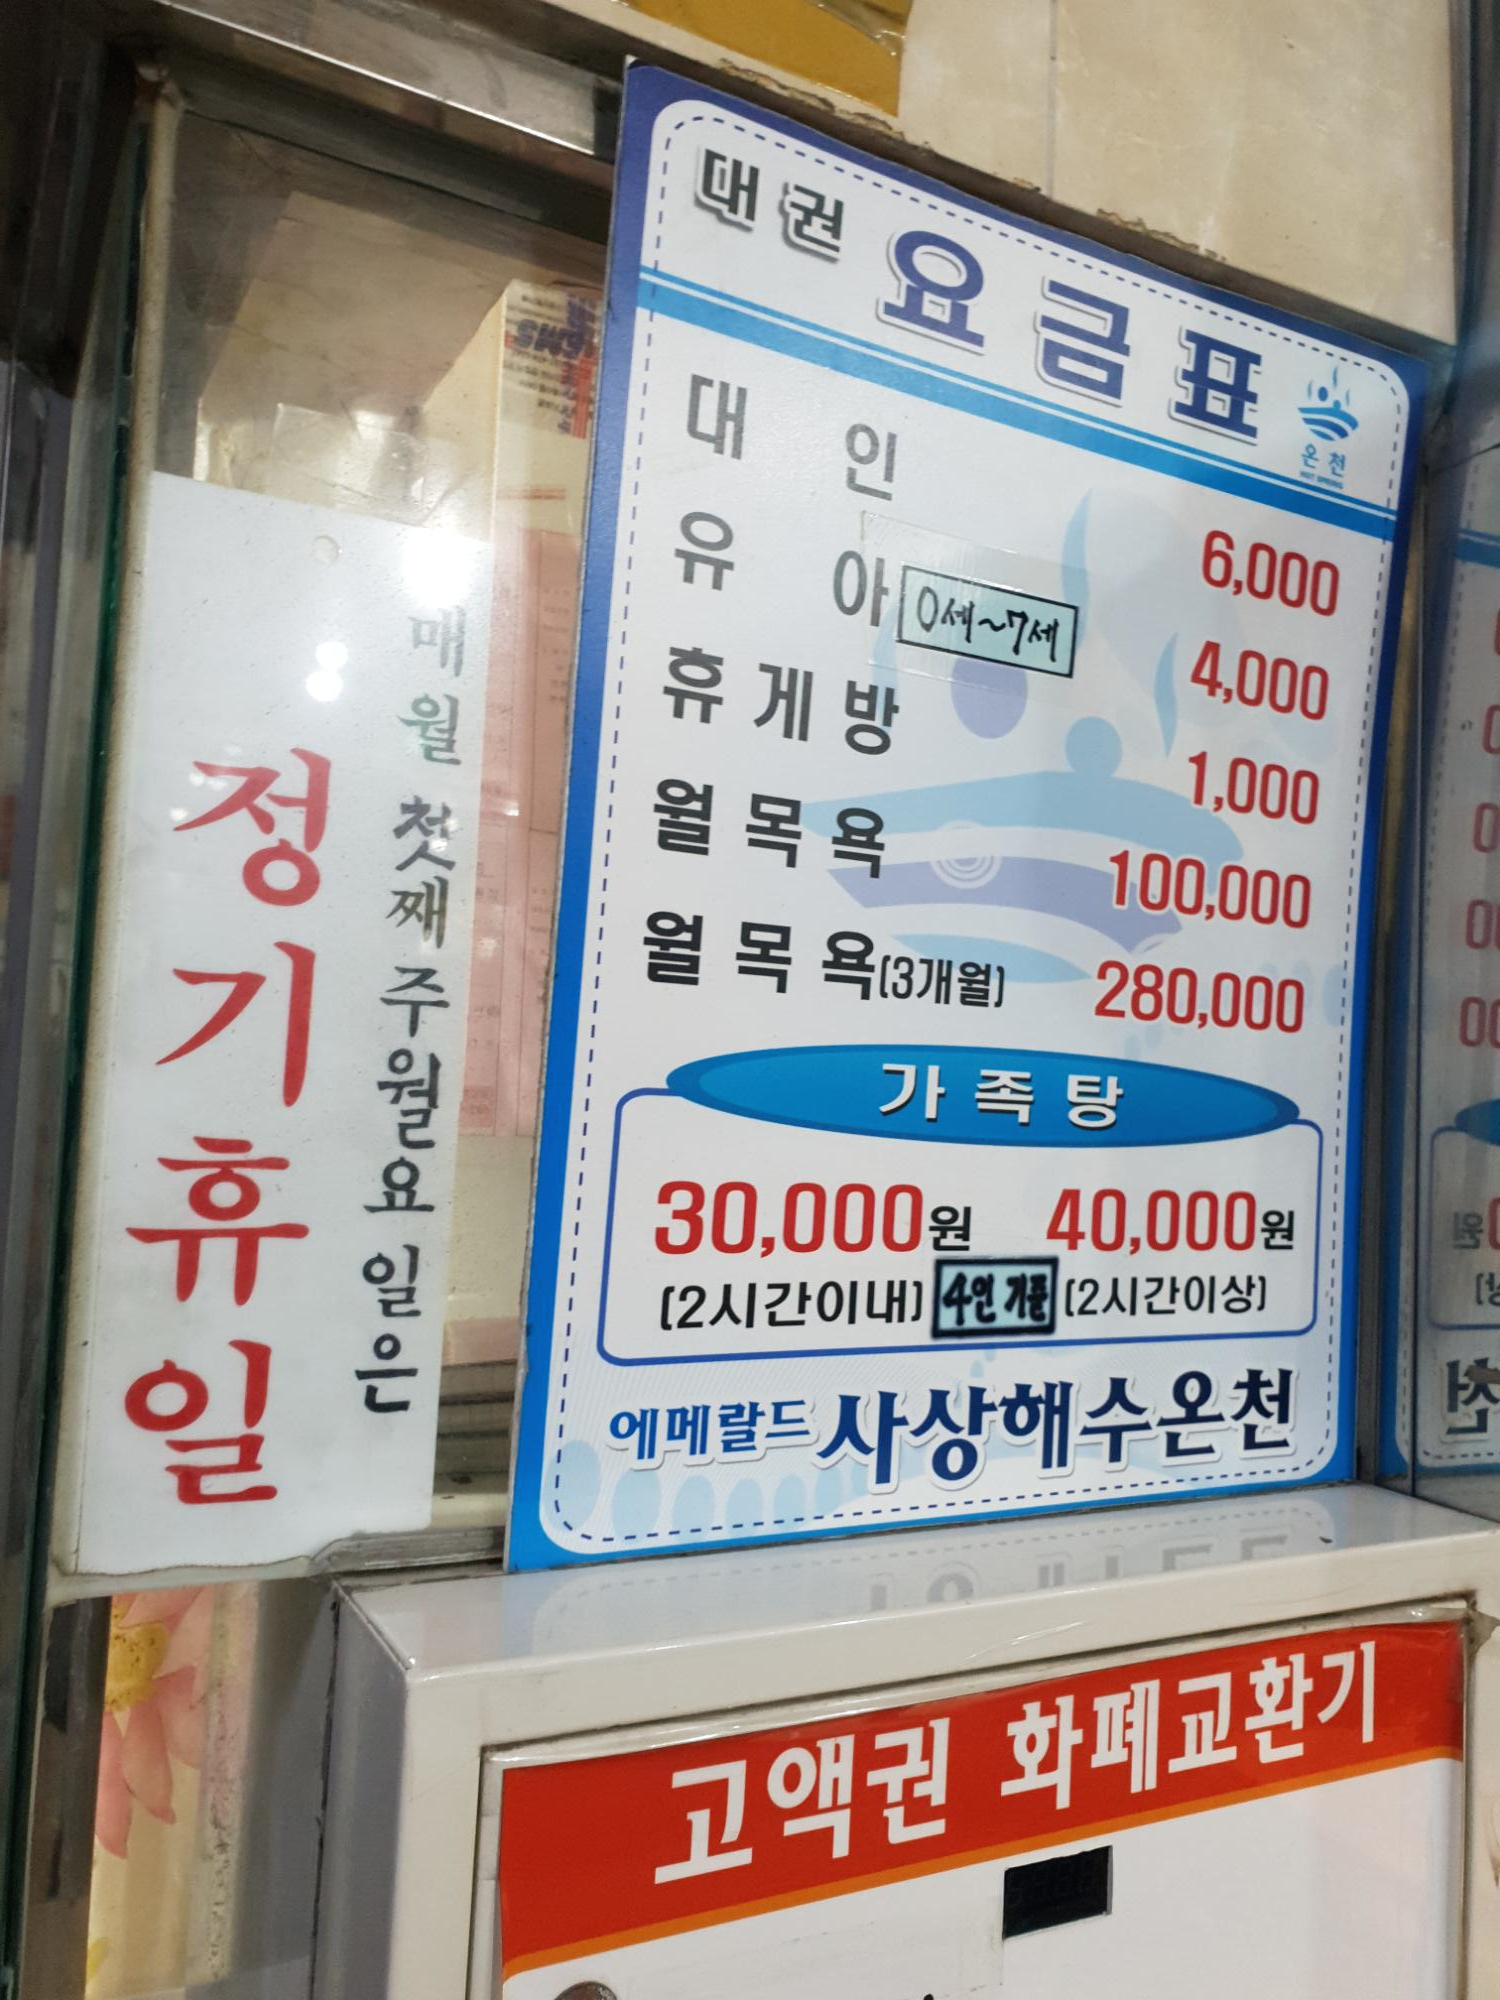 매월 첫째주 월요일은
정기휴일
대권 요금표
온천
HOT SPRING
대인 6,000
유아 0세~7세 4,000
휴게방 1,000
월목욕 100,000
월목욕(3개월) 280,000
가족탕
30,000원 40,000원
(2시간이내) 4인 기준 (2시간이상)
에메랄드 사상해수온천
고액권 화폐교환기